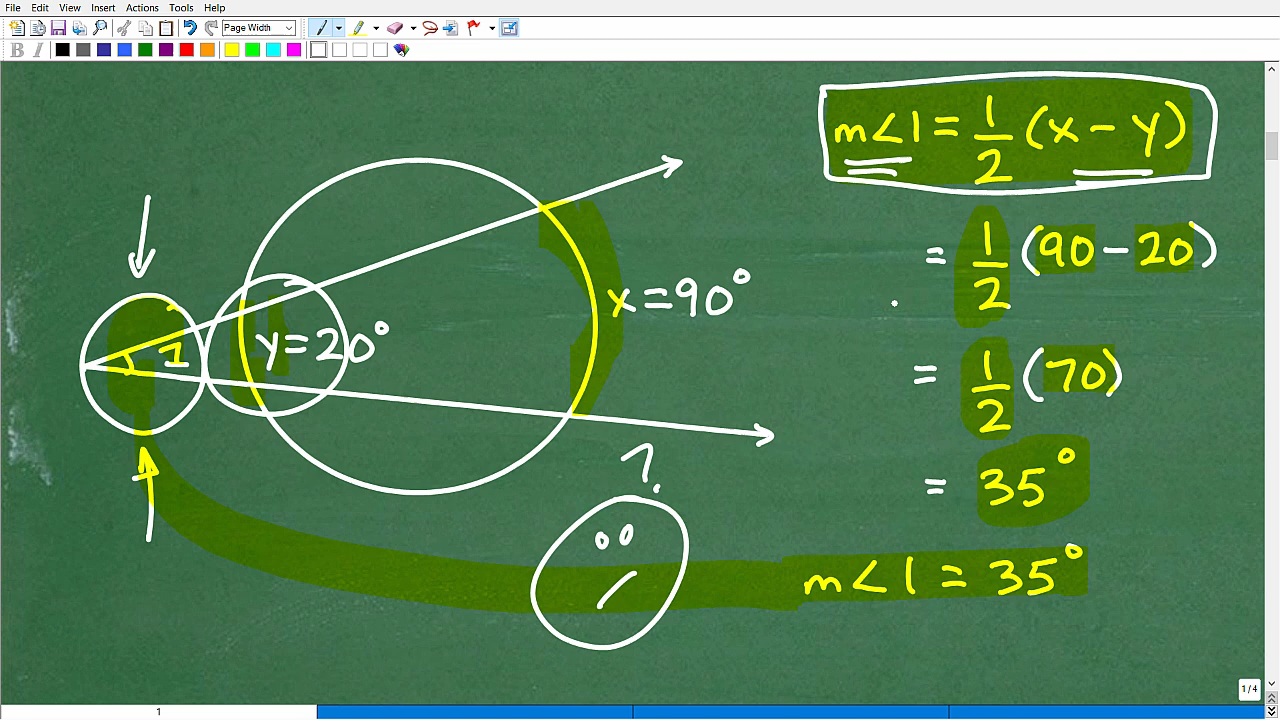 File Edit View Insert Actions Tools Help
Page Width
B I
m<1 = 1/2 (x - y)
= 1/2 (90 - 20)
= 1/2 (70)
= 35°
m<1 = 35°
1
y = 20°
x = 90°
?
1/4
1